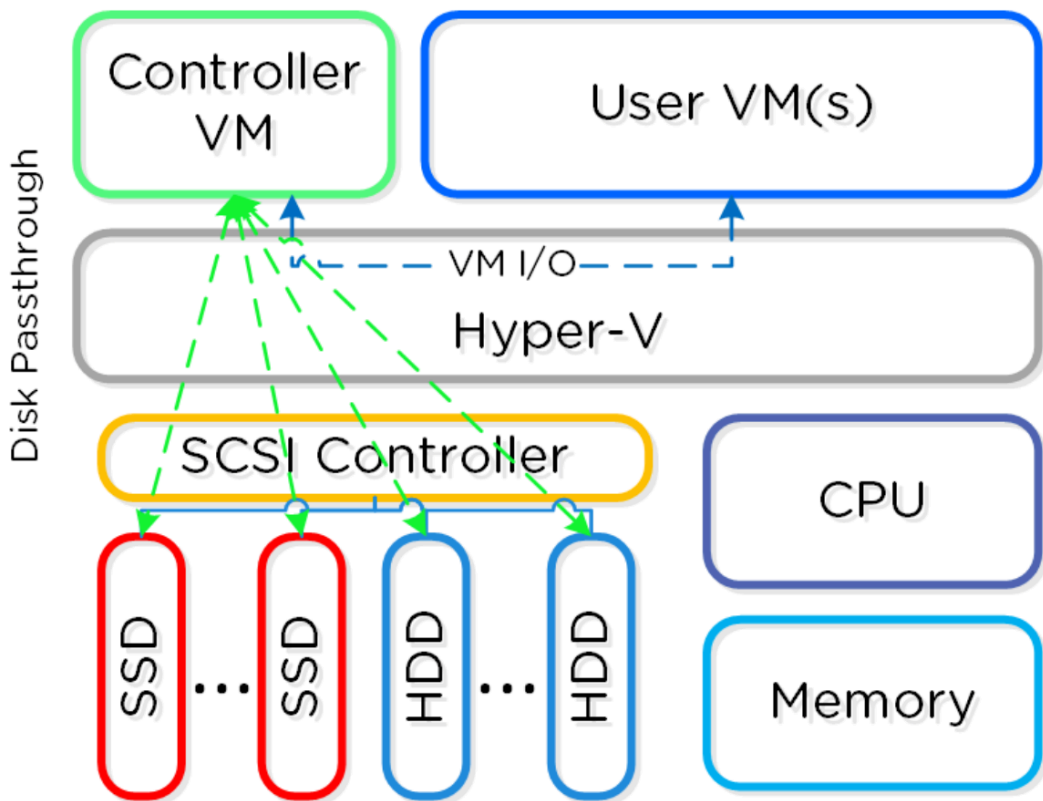 Controller
VM
User VM(s)
Disk Passthrough
VM I/O
Hyper-V
SCSI Controller
CPU
SSD
...
SSD
HDD
...
HDD
Memory